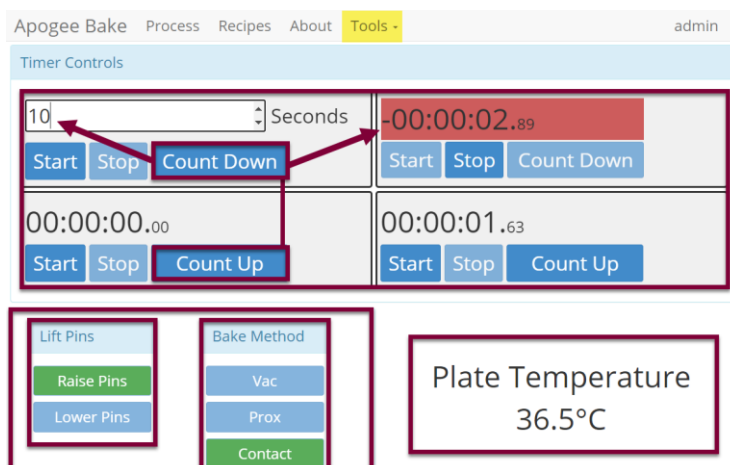 Apogee Bake Process Recipes About Tools admin
Timer Controls
10 Seconds
Start Stop Count Down
-00:00:02.89
Start Stop Count Down
00:00:00.00
Start Stop Count Up
00:00:01.63
Start Stop Count Up
Lift Pins
Raise Pins
Lower Pins
Bake Method
Vac
Prox
Contact
Plate Temperature
36.5°C